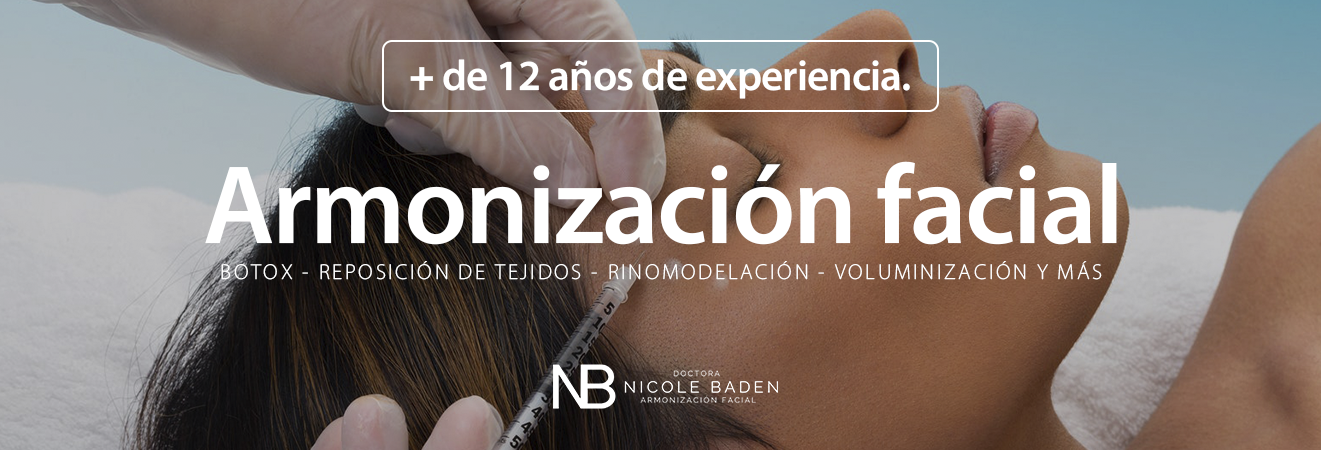 + de 12 años de experiencia.
Armonización facial
BOTOX - REPOSICIÓN DE TEJIDOS - RINOMODELACIÓN - VOLUMINIZACIÓN Y MÁS
NB
DOCTORA
NICOLE BADEN
ARMONIZACIÓN FACIAL